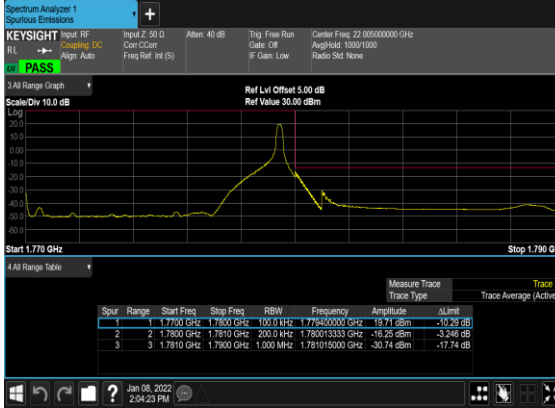 Spectrum Analyzer 1
Spurious Emissions
+
KEYSIGHT Input: RF Input Z: 50 Ω Atten: 40 dB Trig: Free Run Center Freq: 22.005000000 GHz
RL Coupling: DC Corr CCorr Gate: Off Avg|Hold: 1000/1000
Align: Auto Freq Ref: Int (S) IF Gain: Low Radio Std: None
PASS
3 All Range Graph ▼ Ref Lvl Offset 5.00 dB
Scale/Div 10.0 dB Ref Value 30.00 dBm
Log
20.0
10.0
0.00
-10.0
-20.0
-30.0
-40.0
-50.0
-60.0
Start 1.770 GHz Stop 1.790 G
4 All Range Table ▼
Measure Trace Trace
Trace Type Trace Average (Active
Spur Range Start Freq Stop Freq RBW Frequency Amplitude ΔLimit
1 1 1.7700 GHz 1.7800 GHz 100.0 kHz 1.779400000 GHz 19.71 dBm -10.29 dB
2 2 1.7800 GHz 1.7810 GHz 200.0 kHz 1.780013333 GHz -16.25 dBm -3.246 dB
3 3 1.7810 GHz 1.7900 GHz 1.000 MHz 1.781015000 GHz -30.74 dBm -17.74 dB
? Jan 08, 2022
2:04:23 PM